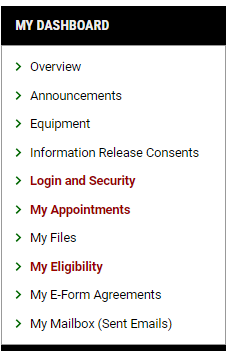 MY DASHBOARD
Overview
Announcements
Equipment
Information Release Consents
Login and Security
My Appointments
My Files
My Eligibility
My E-Form Agreements
My Mailbox (Sent Emails)